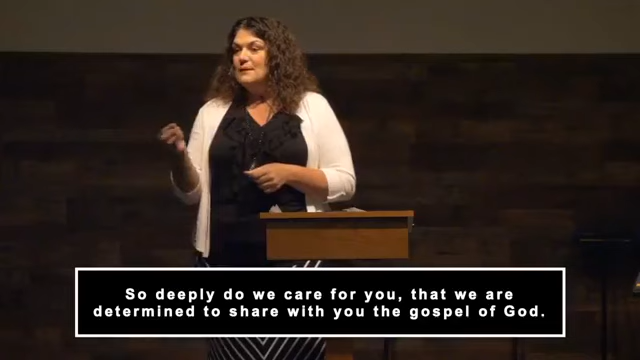 So deeply do we care for you, that we are
determined to share with you the gospel of God.